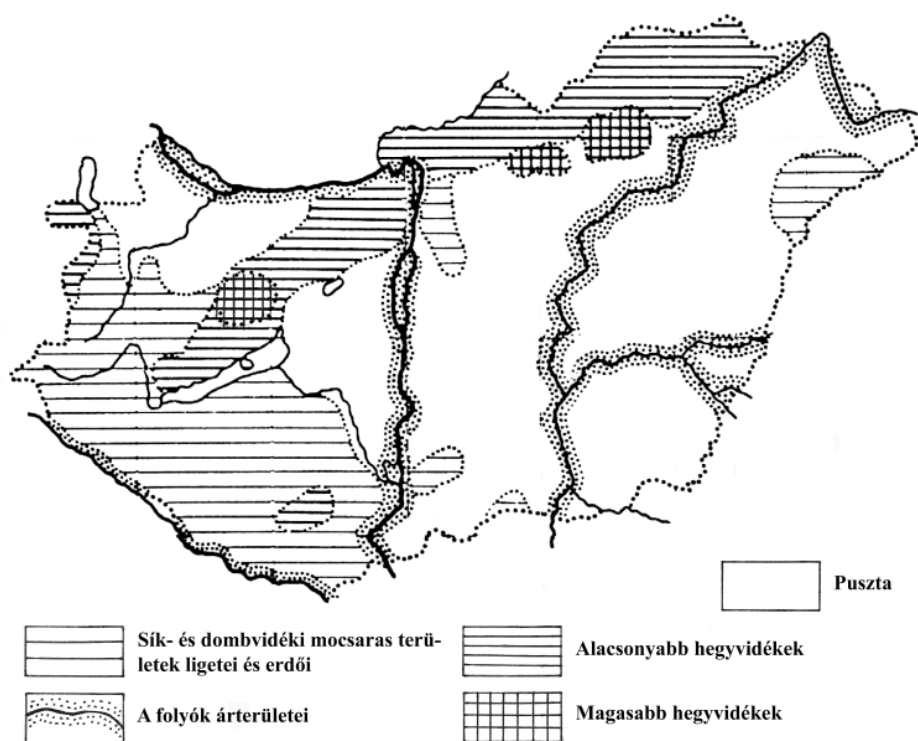 Puszta
Sík- és dombvidéki mocsaras terü-
letek ligetei és erdői
Alacsonyabb hegyvidékek
A folyók árterületei
Magasabb hegyvidékek